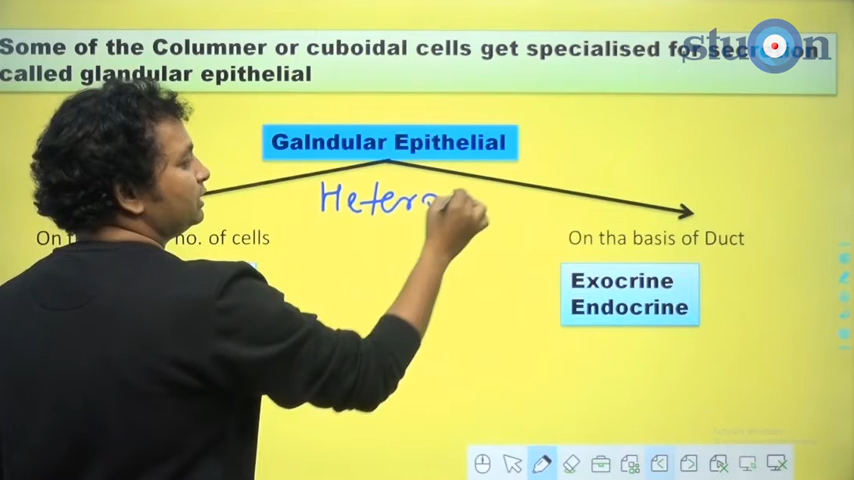 Some of the Columner or cuboidal cells get specialised for secretion
called glandular epithelial
Galndular Epithelial
Hetero
On no. of cells
On tha basis of Duct
Exocrine
Endocrine